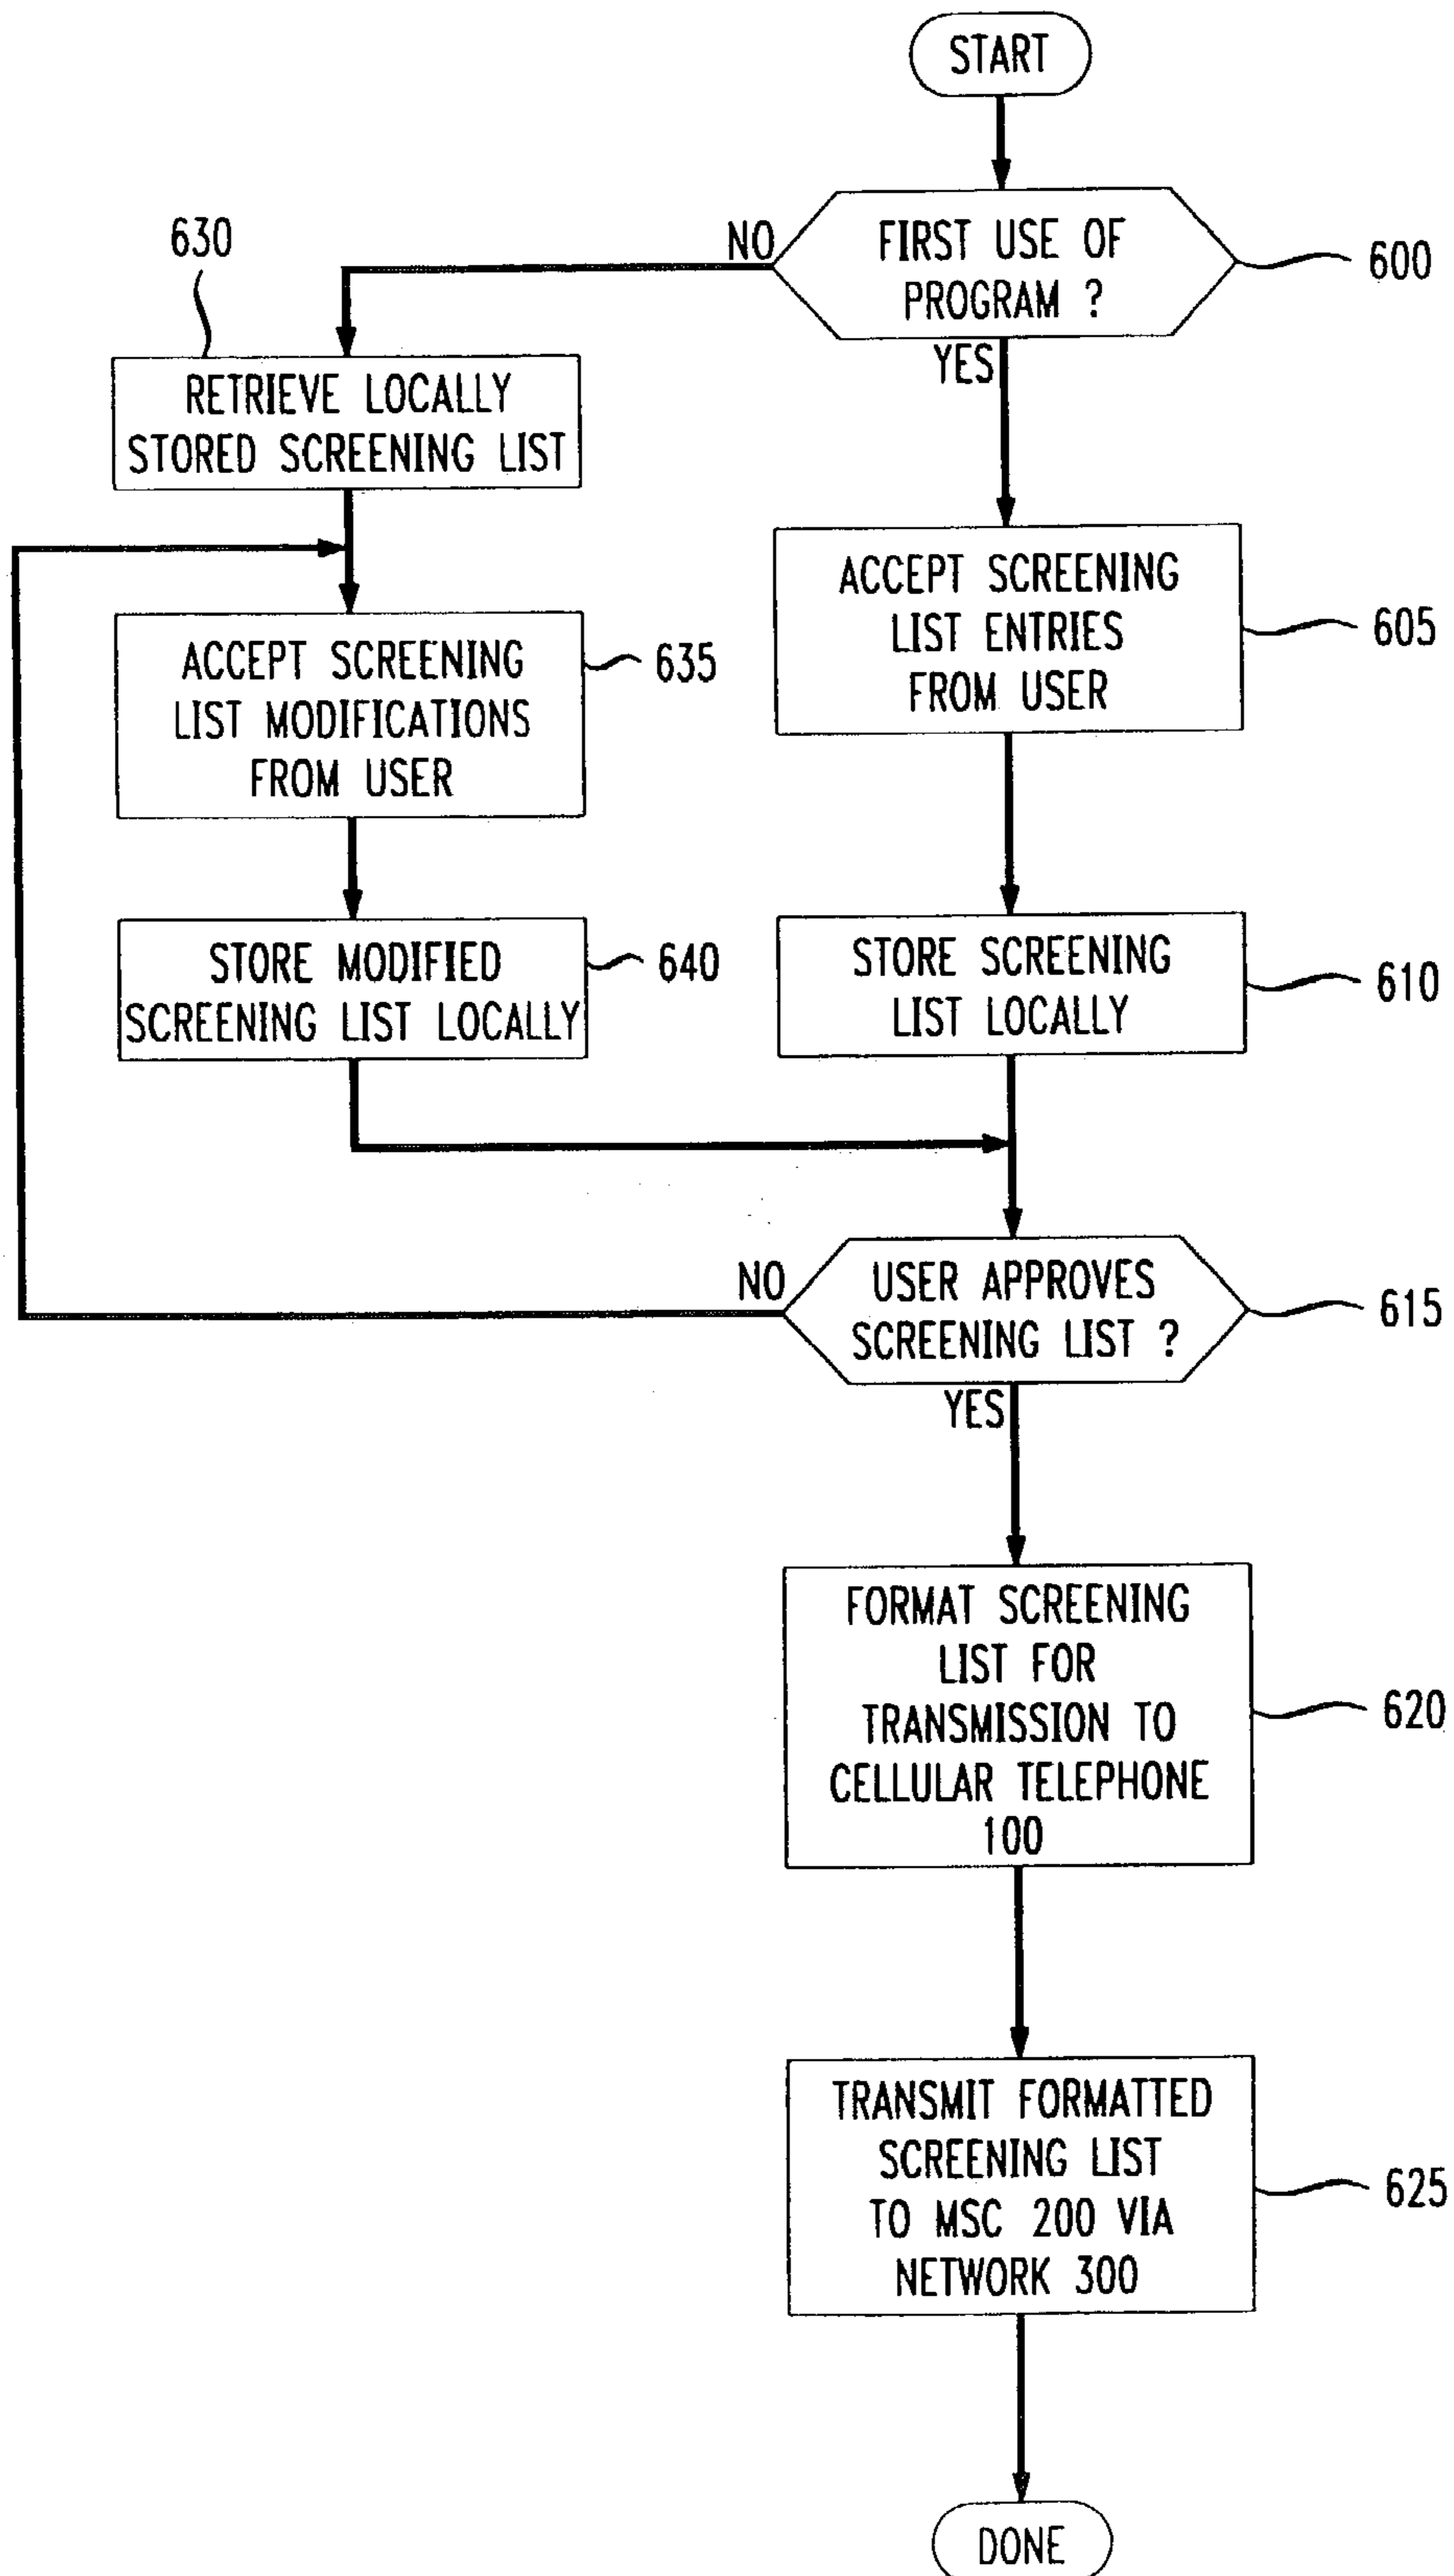 START
NO
FIRST USE OF
PROGRAM ?
600
YES
630
RETRIEVE LOCALLY
STORED SCREENING LIST
ACCEPT SCREENING
LIST ENTRIES
FROM USER
605
ACCEPT SCREENING
LIST MODIFICATIONS
FROM USER
635
STORE MODIFIED
SCREENING LIST LOCALLY
640
STORE SCREENING
LIST LOCALLY
610
NO
USER APPROVES
SCREENING LIST ?
615
YES
FORMAT SCREENING
LIST FOR
TRANSMISSION TO
CELLULAR TELEPHONE
100
620
TRANSMIT FORMATTED
SCREENING LIST
TO MSC 200 VIA
NETWORK 300
625
DONE